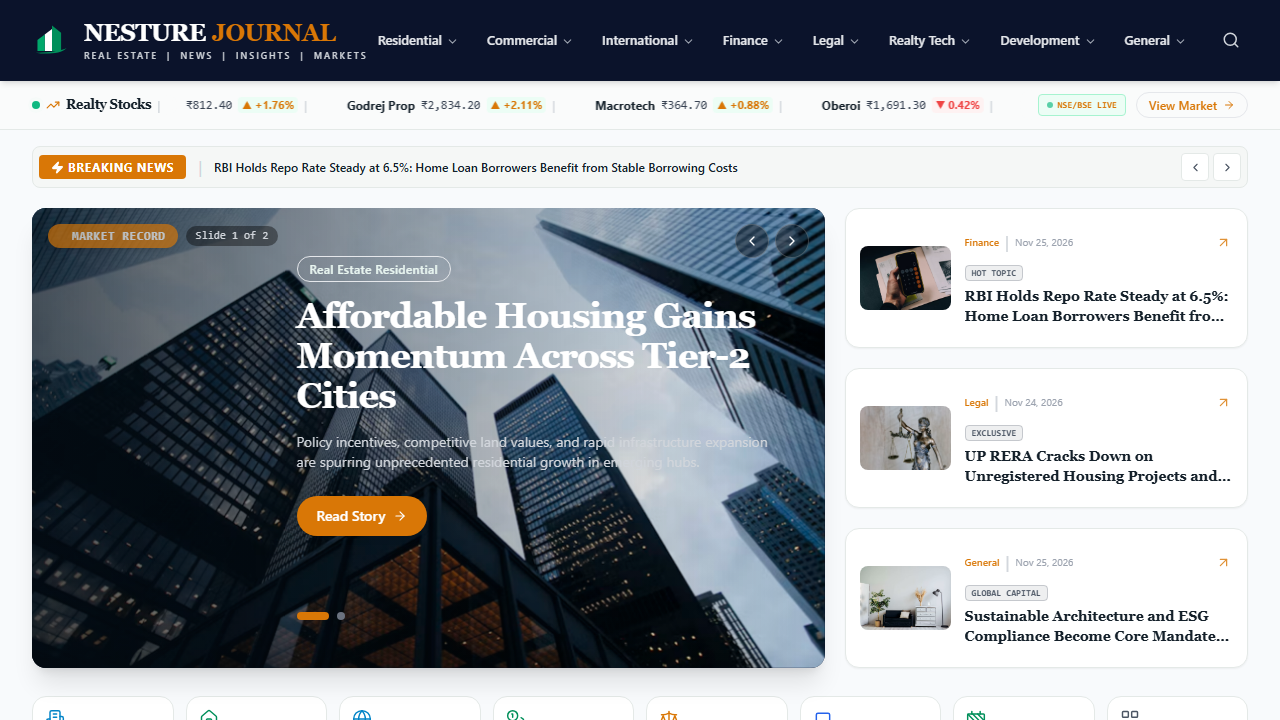 NESTURE JOURNAL
REAL ESTATE | NEWS | INSIGHTS | MARKETS
Residential
Commercial
International
Finance
Legal
Realty Tech
Development
General
Realty Stocks |
₹812.40 ▲ +1.76% |
Godrej Prop ₹2,834.20 ▲ +2.11% |
Macrotech ₹364.70 ▲ +0.88% |
Oberoi ₹1,691.30 ▼ 0.42% |
NSE/BSE LIVE
View Market →
BREAKING NEWS
RBI Holds Repo Rate Steady at 6.5%: Home Loan Borrowers Benefit from Stable Borrowing Costs
MARKET RECORD
Slide 1 of 2
Real Estate Residential
Affordable Housing Gains
Momentum Across Tier-2
Cities
Policy incentives, competitive land values, and rapid infrastructure expansion
are spurring unprecedented residential growth in emerging hubs.
Read Story →
Finance | Nov 25, 2026
HOT TOPIC
RBI Holds Repo Rate Steady at 6.5%:
Home Loan Borrowers Benefit fro...
Legal | Nov 24, 2026
EXCLUSIVE
UP RERA Cracks Down on
Unregistered Housing Projects and...
General | Nov 25, 2026
GLOBAL CAPITAL
Sustainable Architecture and ESG
Compliance Become Core Mandate...